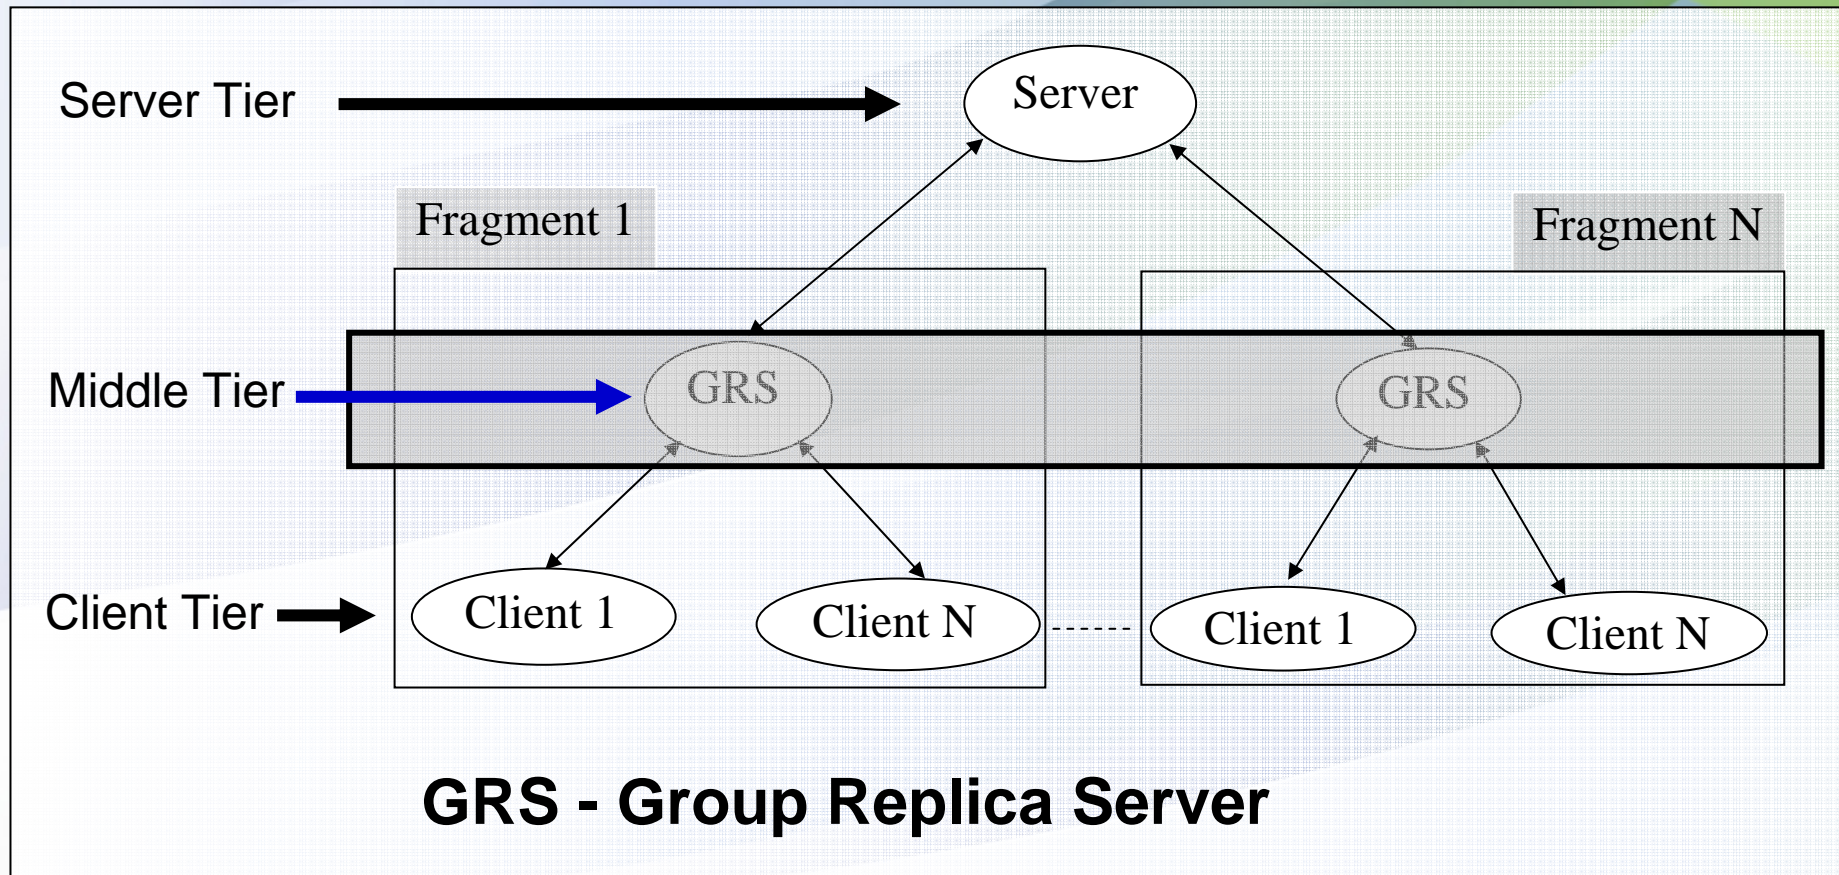 Server Tier
Server
Fragment 1
Fragment N
Middle Tier
GRS
GRS
Client Tier
Client 1
Client N
Client 1
Client N
GRS - Group Replica Server